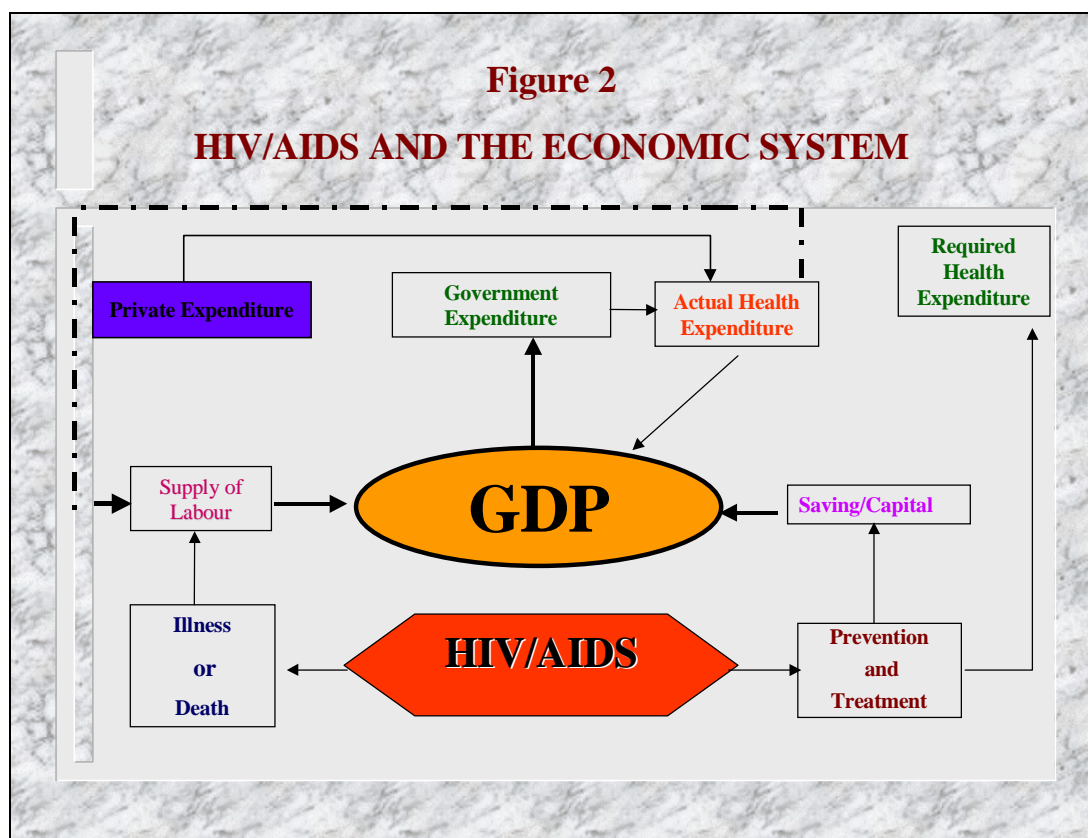 Figure 2
HIV/AIDS AND THE ECONOMIC SYSTEM
Required
Health
Expenditure
Private Expenditure
Government
Expenditure
Actual Health
Expenditure
Supply of
Labour
GDP
Saving/Capital
Illness
or
Death
HIV/AIDS
Prevention
and
Treatment